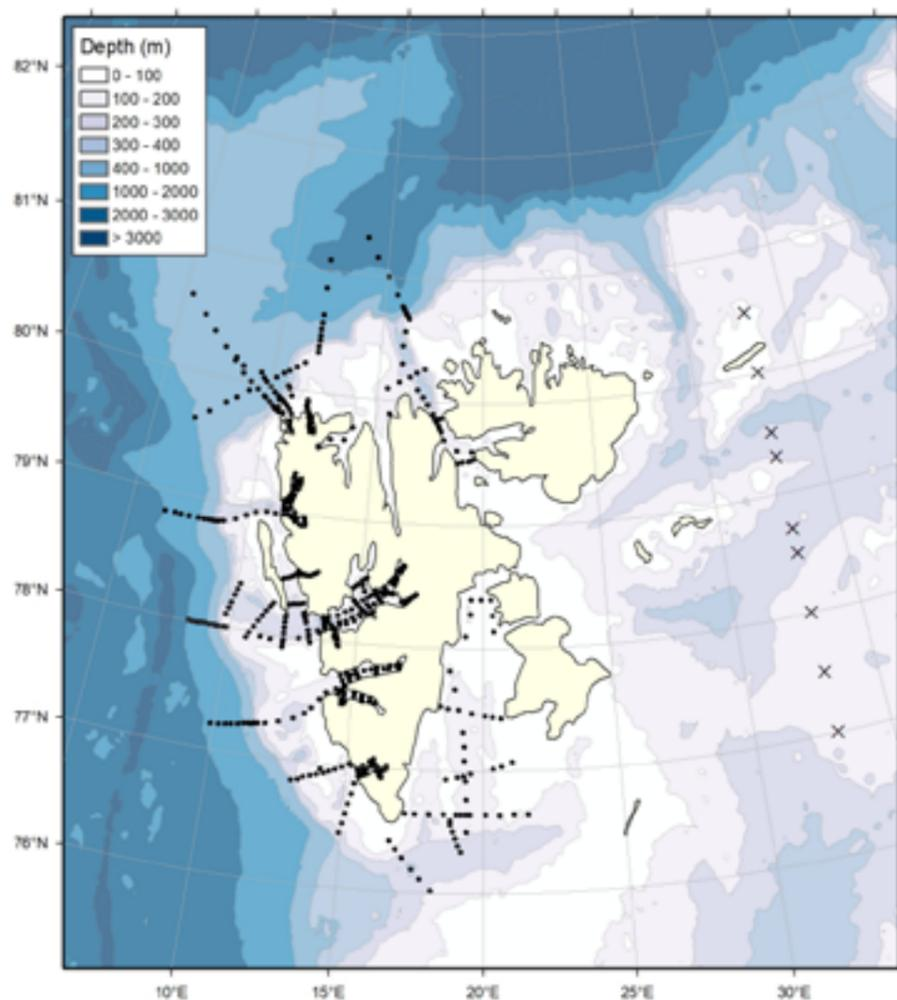 Depth (m)
0 - 100
100 - 200
200 - 300
300 - 400
400 - 1000
1000 - 2000
2000 - 3000
> 3000
82°N
81°N
80°N
79°N
78°N
77°N
76°N
10°E
15°E
20°E
25°E
30°E